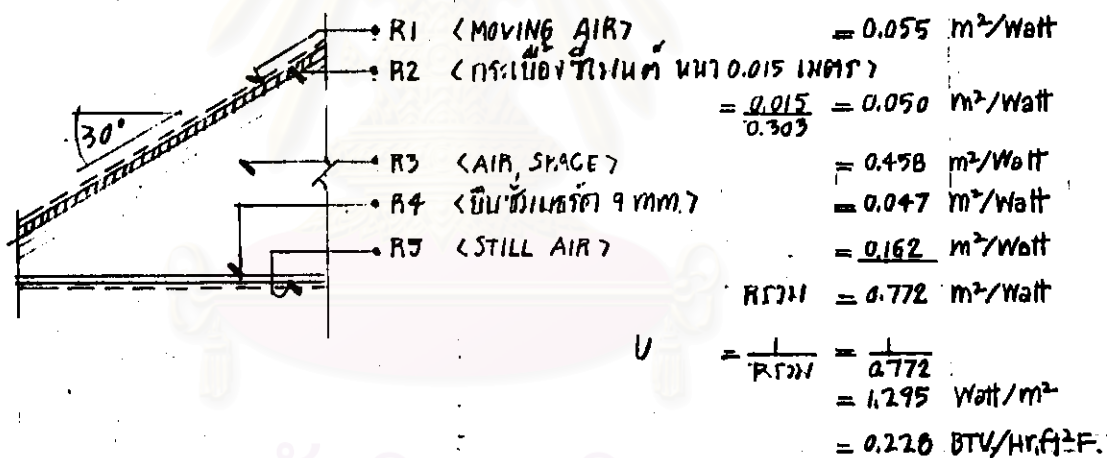 R1 <MOVING AIR> = 0.055 m²/Watt
R2 <กระเบื้องซีเมนต์ หนา 0.015 เมตร>
= 0.015/0.303 = 0.050 m²/Watt
30°
R3 <AIR SPACE> = 0.458 m²/Watt
R4 <ยิบซั่มบอร์ด 9 mm.> = 0.047 m²/Watt
R5 <STILL AIR> = 0.162 m²/Watt
Rรวม = 0.772 m²/Watt
U = 1/Rรวม = 1/0.772
= 1.295 Watt/m²
= 0.228 BTU/Hr,ft²F.